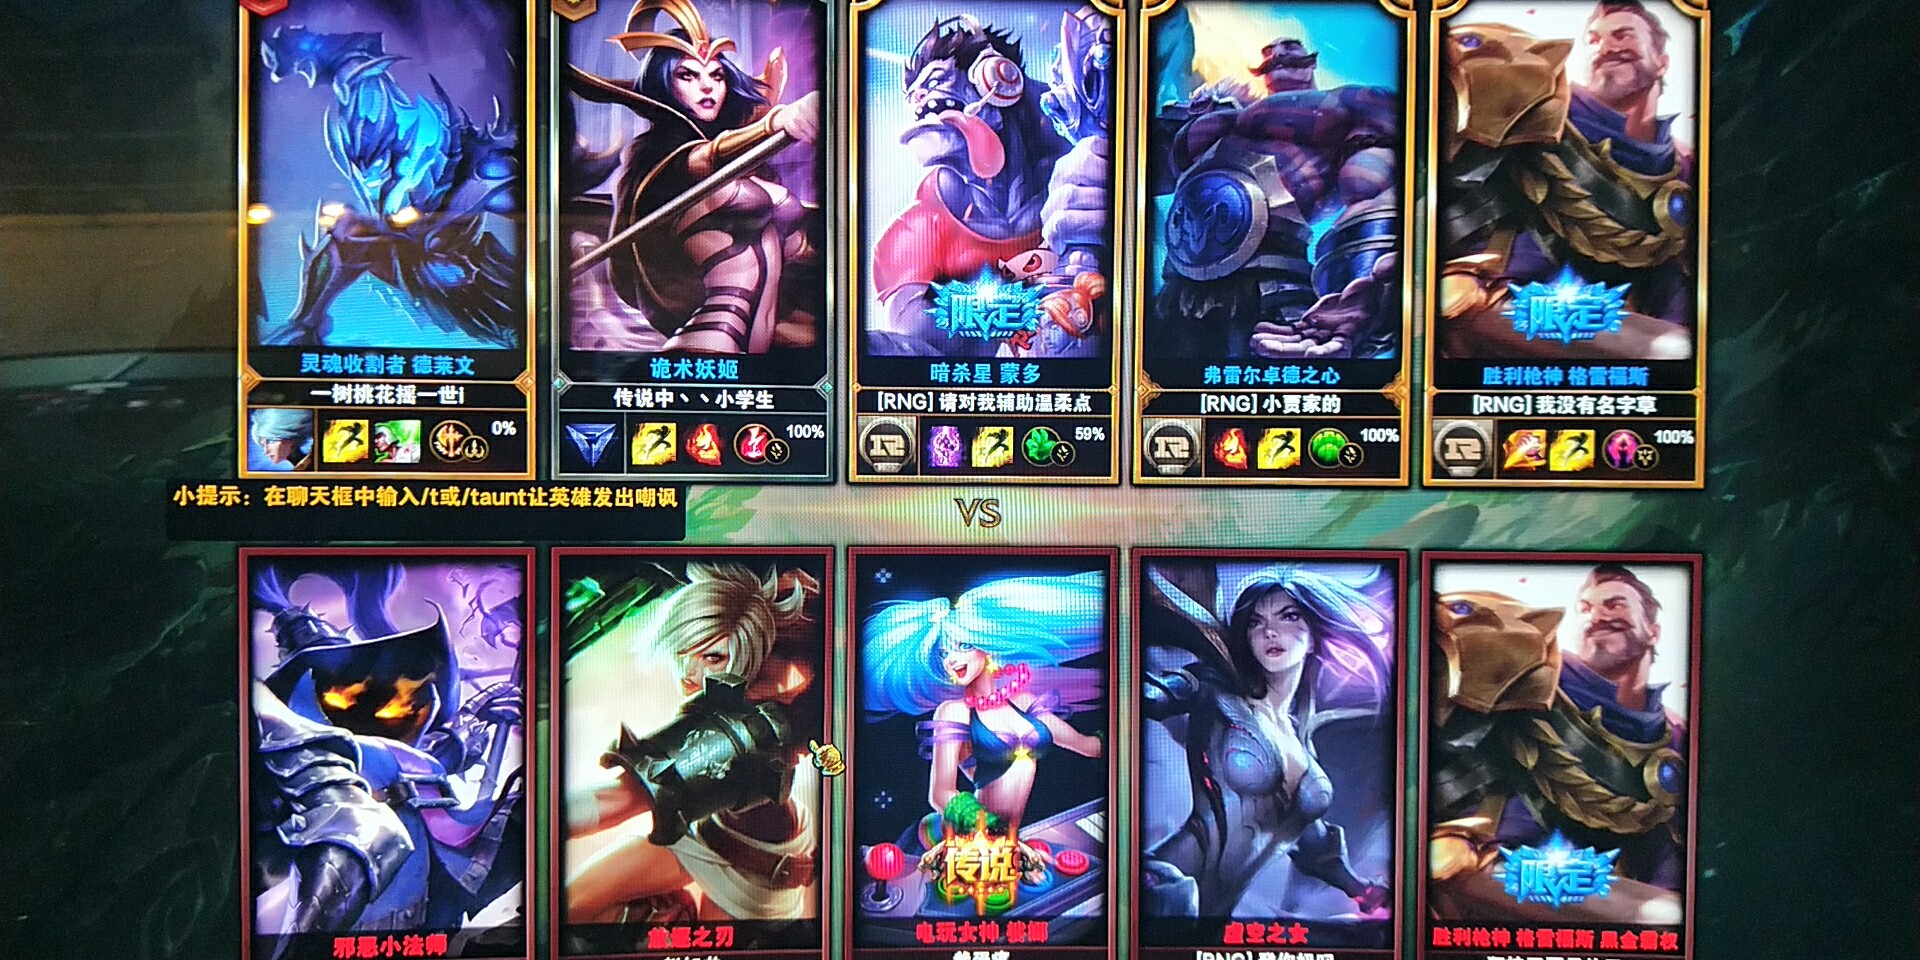 限定
限定
灵魂收割者 德莱文
诡术妖姬
暗杀星 蒙多
弗雷尔卓德之心
胜利枪神 格雷福斯
一树桃花摇一世i
传说中丶丶小学生
[RNG] 请对我辅助温柔点
[RNG] 小贾家的
[RNG] 我没有名字草
0%
100%
59%
100%
100%
小提示：在聊天框中输入/t或/taunt让英雄发出嘲讽
VS
传说
限定
邪恶小法师
放逐之刃
电玩女神 娑娜
虚空之女
胜利枪神 格雷福斯 黑金霸权
[RNG]